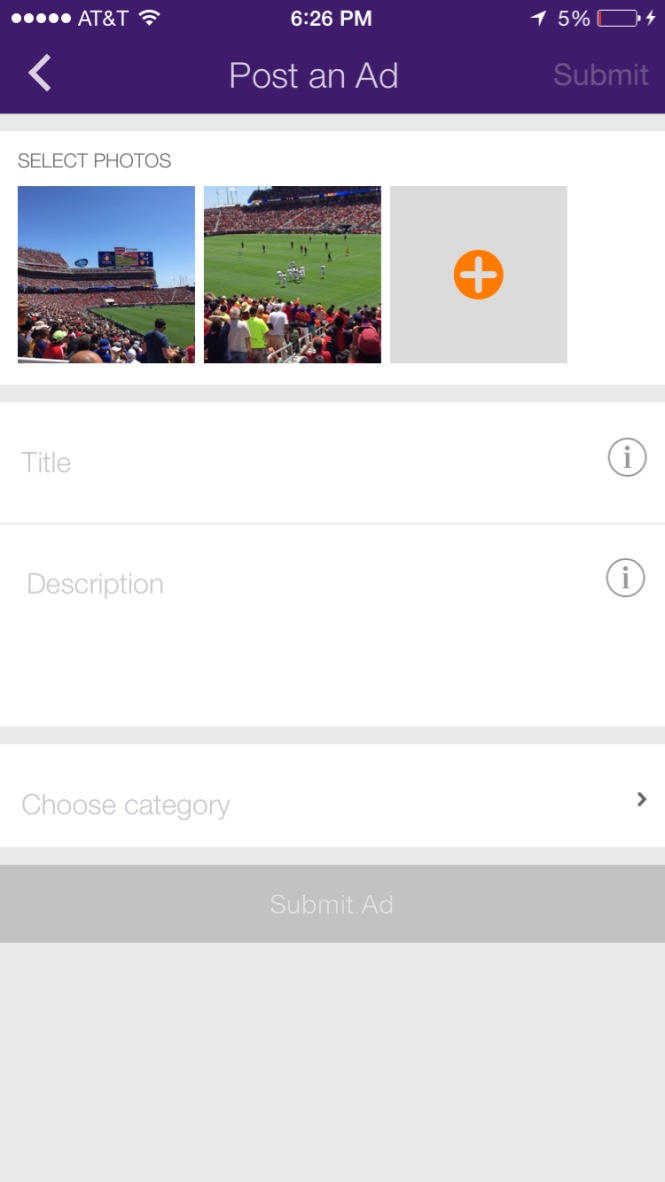 AT&T 6:26 PM 5%
Post an Ad Submit
SELECT PHOTOS
Title
Description
Choose category
Submit Ad